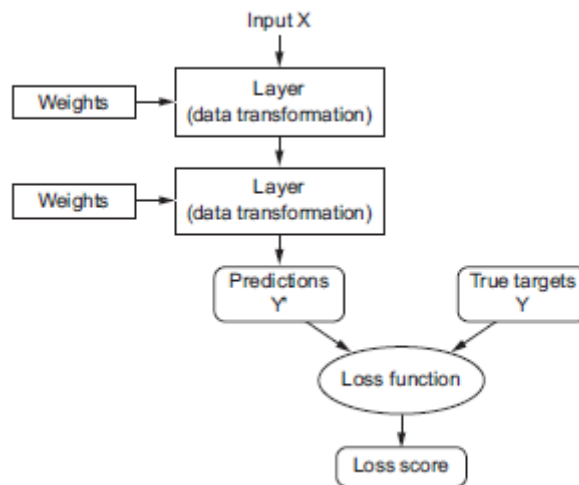 Input X
Layer
(data transformation)
Weights
Layer
(data transformation)
Weights
Predictions
Y'
True targets
Y
Loss function
Loss score